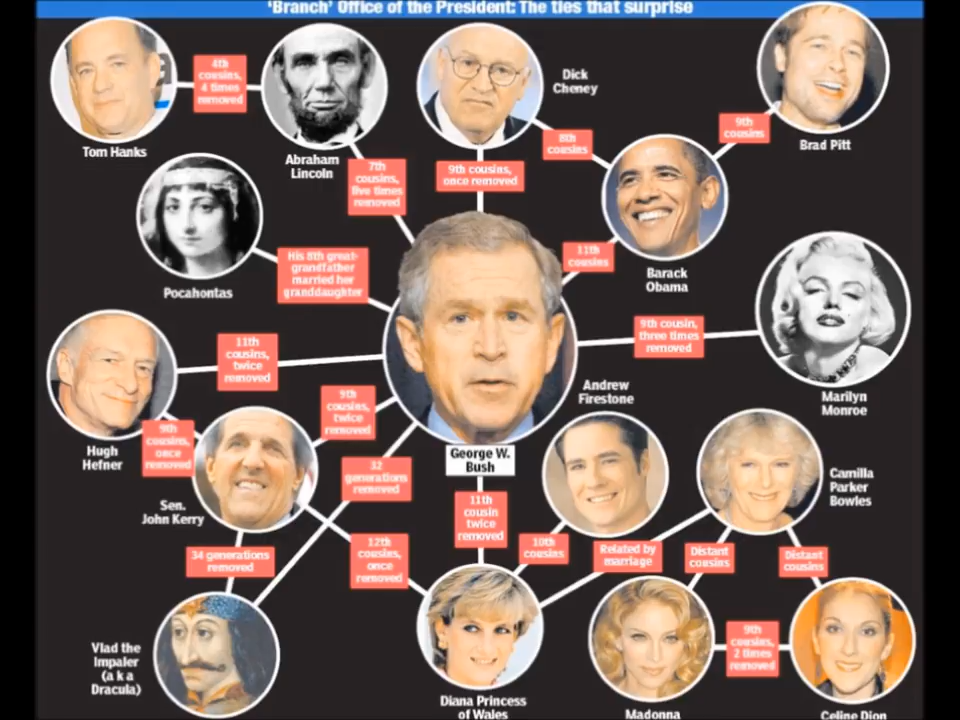 'Branch' Office of the President: The ties that surprise
4th
cousins,
4 times
removed
Tom Hanks
Abraham
Lincoln
Dick
Cheney
8th
cousins
9th
cousins
Brad Pitt
7th
cousins,
five times
removed
9th cousins,
once removed
Pocahontas
His 8th great-
grandfather
married her
granddaughter
11th
cousins
Barack
Obama
11th
cousins,
twice
removed
9th cousin,
three times
removed
Marilyn
Monroe
Hugh
Hefner
9th
cousins,
once
removed
9th
cousins,
twice
removed
Andrew
Firestone
George W.
Bush
Sen.
John Kerry
32
generations
removed
Camilla
Parker
Bowles
34 generations
removed
12th
cousins,
once
removed
11th
cousin
twice
removed
10th
cousins
Related by
marriage
Distant
cousins
Distant
cousins
Vlad the
Impaler
(a k a
Dracula)
9th
cousins,
2 times
removed
Diana Princess
of Wales
Madonna
Celine Dion